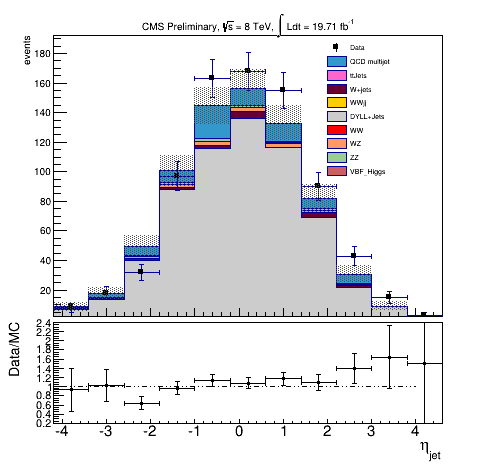 CMS Preliminary, √s = 8 TeV, ∫ Ldt = 19.71 fb⁻¹
events
180
160
140
120
100
80
60
40
20
Data
QCD multijet
ttJets
W+jets
WWjj
DYLL+Jets
WW
WZ
ZZ
VBF_Higgs
Data/MC
2.4
2.2
2
1.8
1.6
1.4
1.2
1
0.8
0.6
0.4
0.2
-4 -3 -2 -1 0 1 2 3 4
η_jet